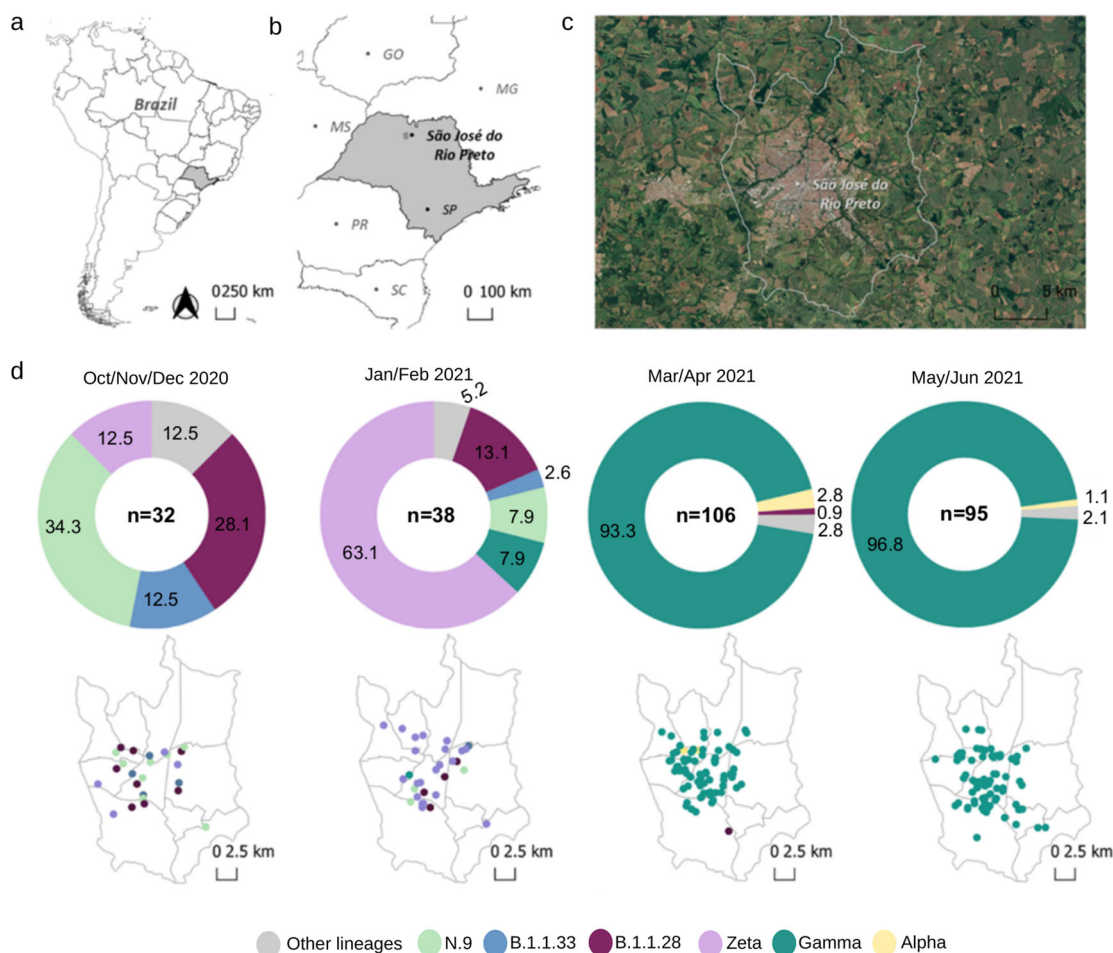 a
b
c
Brazil
0 250 km
GO
MG
MS
São José do
Rio Preto
SP
PR
SC
0 100 km
São José do
Rio Preto
0 5 km
d
Oct/Nov/Dec 2020
12.5
12.5
34.3
n=32
28.1
12.5
Jan/Feb 2021
5.2
13.1
2.6
n=38
7.9
63.1
7.9
Mar/Apr 2021
n=106
2.8
0.9
93.3
2.8
May/Jun 2021
n=95
1.1
2.1
96.8
0 2.5 km
0 2.5 km
0 2.5 km
0 2.5 km
Other lineages
N.9
B.1.1.33
B.1.1.28
Zeta
Gamma
Alpha